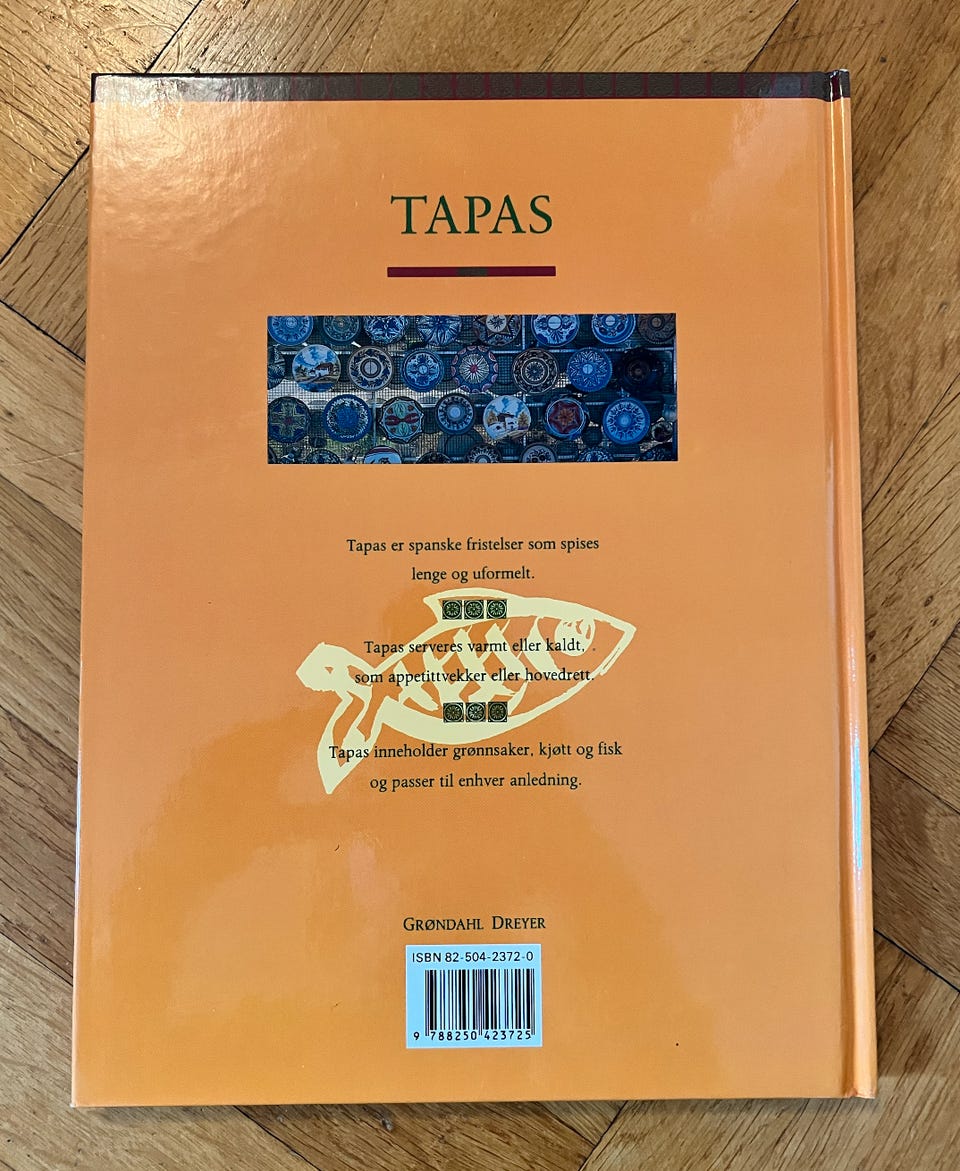 TAPAS
Tapas er spanske fristelser som spises
lenge og uformelt.
Tapas serveres varmt eller kaldt,
som appetittvekker eller hovedrett.
Tapas inneholder grønnsaker, kjøtt og fisk
og passer til enhver anledning.
GRØNDAHL DREYER
ISBN 82-504-2372-0
9 788250 423725